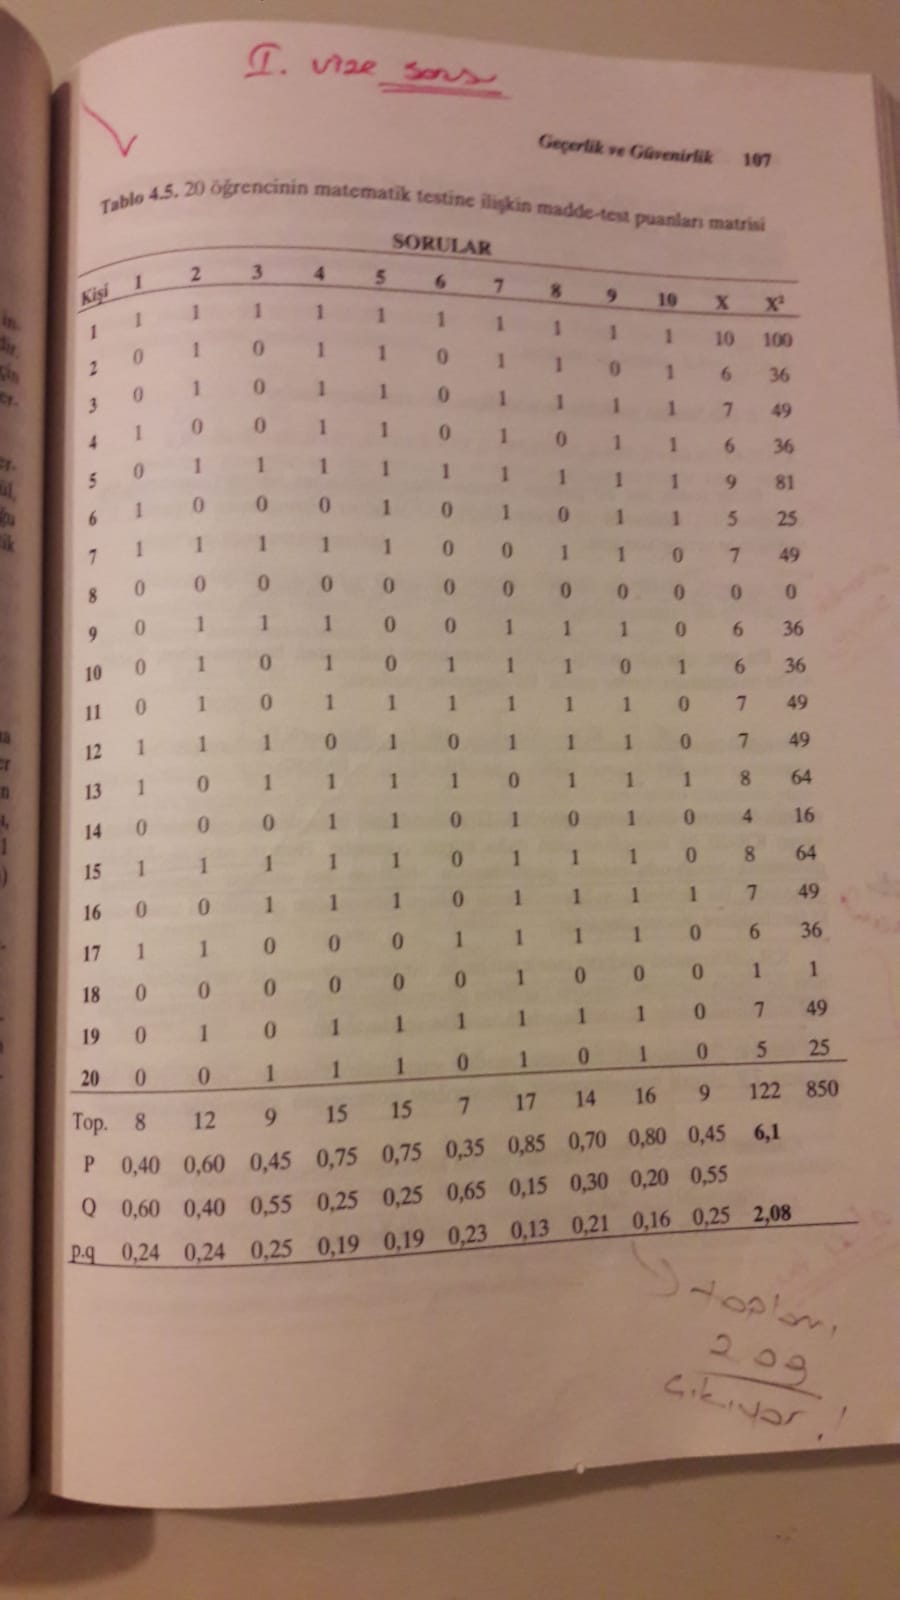 I. vize sorusu
Geçerlik ve Güvenirlik 107
Tablo 4.5. 20 öğrencinin matematik testine ilişkin madde-test puanları matrisi
SORULAR
Kişi 1 2 3 4 5 6 7 8 9 10 X X²
1 1 1 1 1 1 1 1 1 1 1 10 100
2 0 1 0 1 1 0 1 1 0 1 6 36
3 0 1 0 1 1 0 1 1 1 1 7 49
4 1 0 0 1 1 0 1 0 1 1 6 36
5 0 1 1 1 1 1 1 1 1 1 9 81
6 1 0 0 0 1 0 1 0 1 1 5 25
7 1 1 1 1 1 0 0 1 1 0 7 49
8 0 0 0 0 0 0 0 0 0 0 0 0
9 0 1 1 1 0 0 1 1 1 0 6 36
10 0 1 0 1 0 1 1 1 0 1 6 36
11 0 1 0 1 1 1 1 1 1 0 7 49
12 1 1 1 0 1 0 1 1 1 0 7 49
13 1 0 1 1 1 1 0 1 1 1 8 64
14 0 0 0 1 1 0 1 0 1 0 4 16
15 1 1 1 1 1 0 1 1 1 0 8 64
16 0 0 1 1 1 0 1 1 1 1 7 49
17 1 1 0 0 0 1 1 1 1 0 6 36
18 0 0 0 0 0 0 1 0 0 0 1 1
19 0 1 0 1 1 1 1 1 1 0 7 49
20 0 0 1 1 1 0 1 0 1 0 5 25
Top. 8 12 9 15 15 7 17 14 16 9 122 850
P 0,40 0,60 0,45 0,75 0,75 0,35 0,85 0,70 0,80 0,45 6,1
Q 0,60 0,40 0,55 0,25 0,25 0,65 0,15 0,30 0,20 0,55
p.q 0,24 0,24 0,25 0,19 0,19 0,23 0,13 0,21 0,16 0,25 2,08
toplamı
209
çıkıyor!